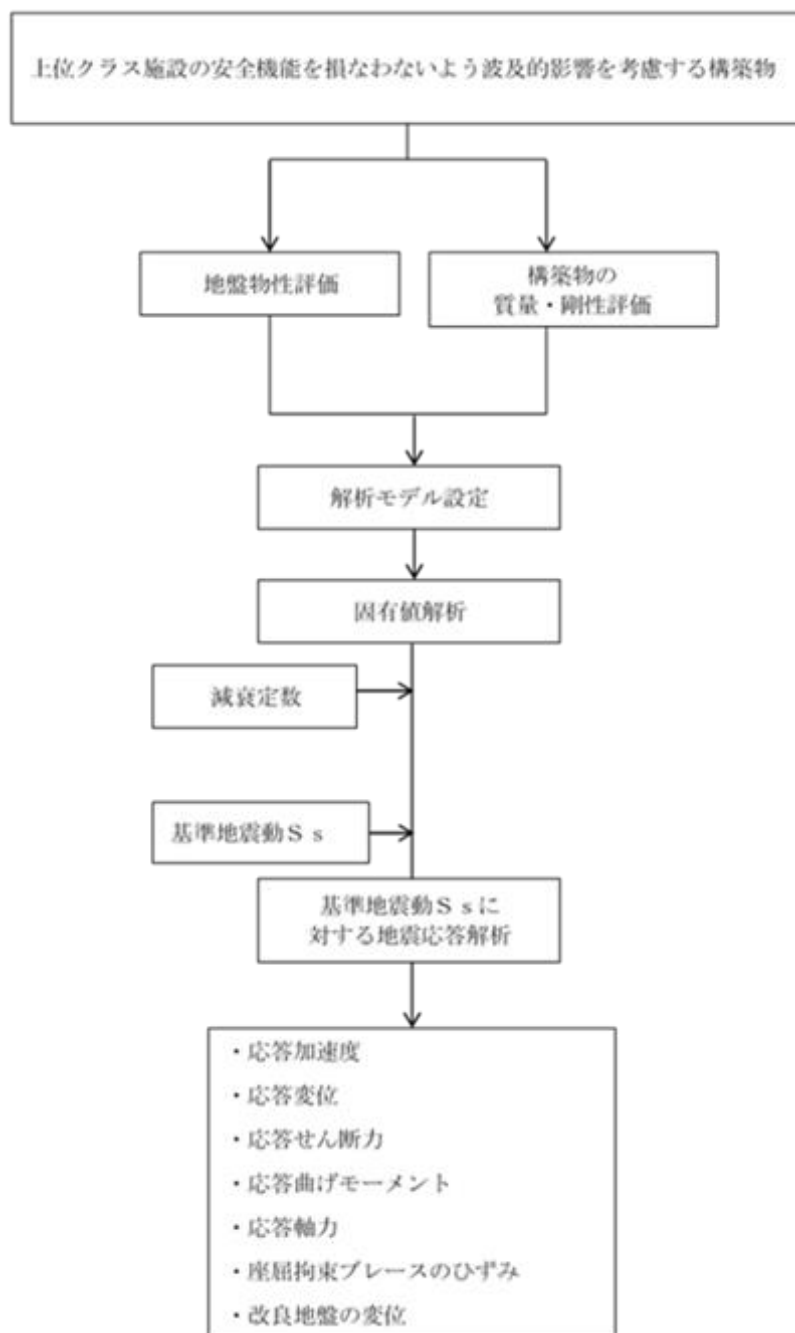 上位クラス施設の安全機能を損なわないよう波及的影響を考慮する構築物
地盤物性評価
構築物の
質量・剛性評価
解析モデル設定
固有値解析
減衰定数
基準地震動Ｓｓ
基準地震動Ｓｓに
対する地震応答解析
・応答加速度
・応答変位
・応答せん断力
・応答曲げモーメント
・応答軸力
・座屈拘束ブレースのひずみ
・改良地盤の変位